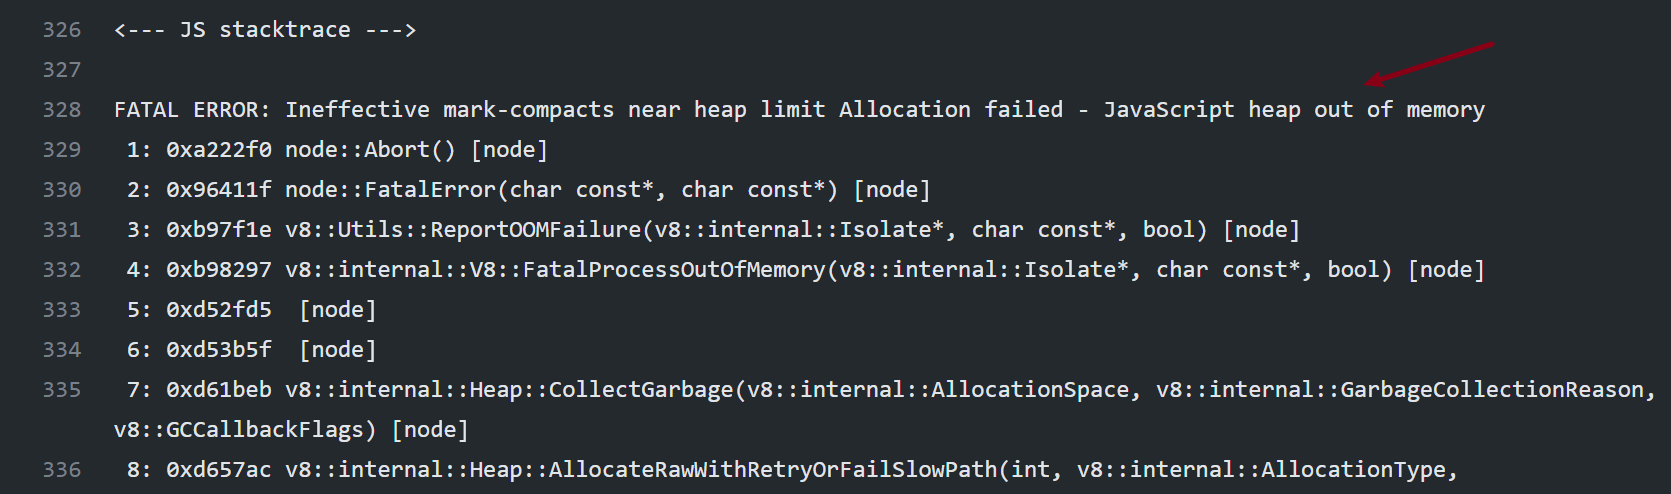 326 <--- JS stacktrace --->
327
328 FATAL ERROR: Ineffective mark-compacts near heap limit Allocation failed - JavaScript heap out of memory
329 1: 0xa222f0 node::Abort() [node]
330 2: 0x96411f node::FatalError(char const*, char const*) [node]
331 3: 0xb97f1e v8::Utils::ReportOOMFailure(v8::internal::Isolate*, char const*, bool) [node]
332 4: 0xb98297 v8::internal::V8::FatalProcessOutOfMemory(v8::internal::Isolate*, char const*, bool) [node]
333 5: 0xd52fd5  [node]
334 6: 0xd53b5f  [node]
335 7: 0xd61beb v8::internal::Heap::CollectGarbage(v8::internal::AllocationSpace, v8::internal::GarbageCollectionReason,
v8::GCCallbackFlags) [node]
336 8: 0xd657ac v8::internal::Heap::AllocateRawWithRetryOrFailSlowPath(int, v8::internal::AllocationType,